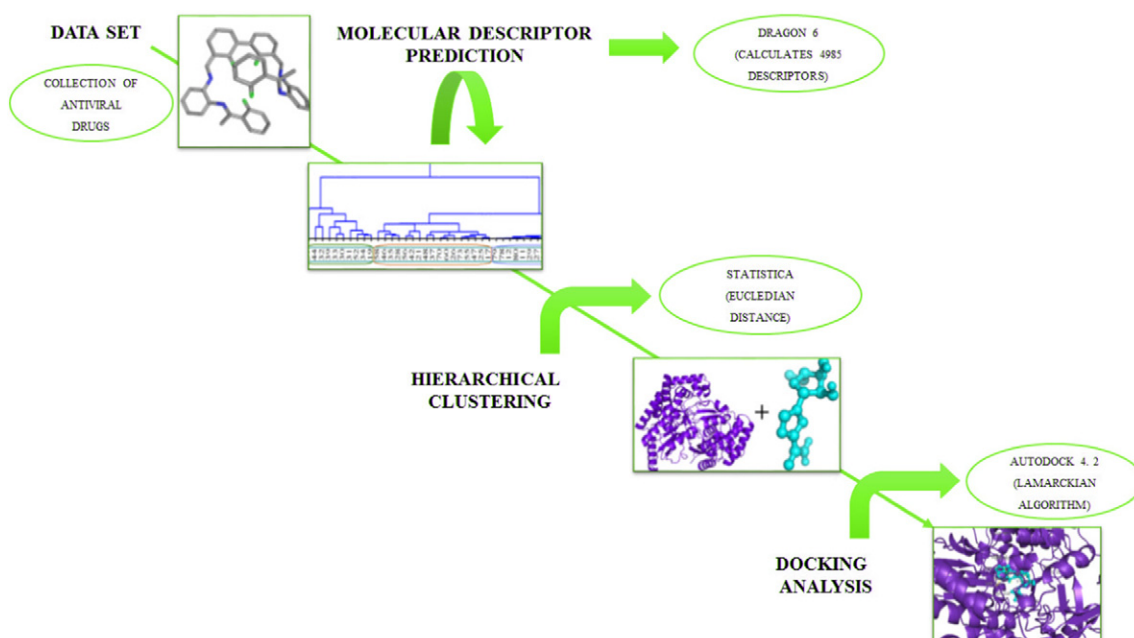 DATA SET
COLLECTION OF
ANTIVIRAL
DRUGS
MOLECULAR DESCRIPTOR
PREDICTION
DRAGON 6
(CALCULATES 4985
DESCRIPTORS)
STATISTICA
(EUCLEDIAN
DISTANCE)
HIERARCHICAL
CLUSTERING
+
AUTODOCK 4. 2
(LAMARCKIAN
ALGORITHM)
DOCKING
ANALYSIS